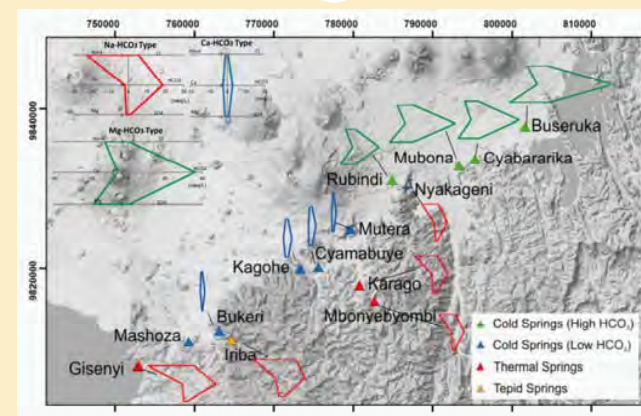 750000 760000 770000 780000 790000 800000 810000
Na-HCO3 Type
Ca-HCO3 Type
Mg-HCO3 Type
9840000
9820000
Buseruka
Mubona
Cyabararika
Rubindi
Nyakageni
Mutera
Cyamabuye
Kagohe
Karago
Mbonyebyombi
Bukeri
Mashoza
Iriba
Gisenyi
Cold Springs (High HCO₃)
Cold Springs (Low HCO₃)
Thermal Springs
Tepid Springs